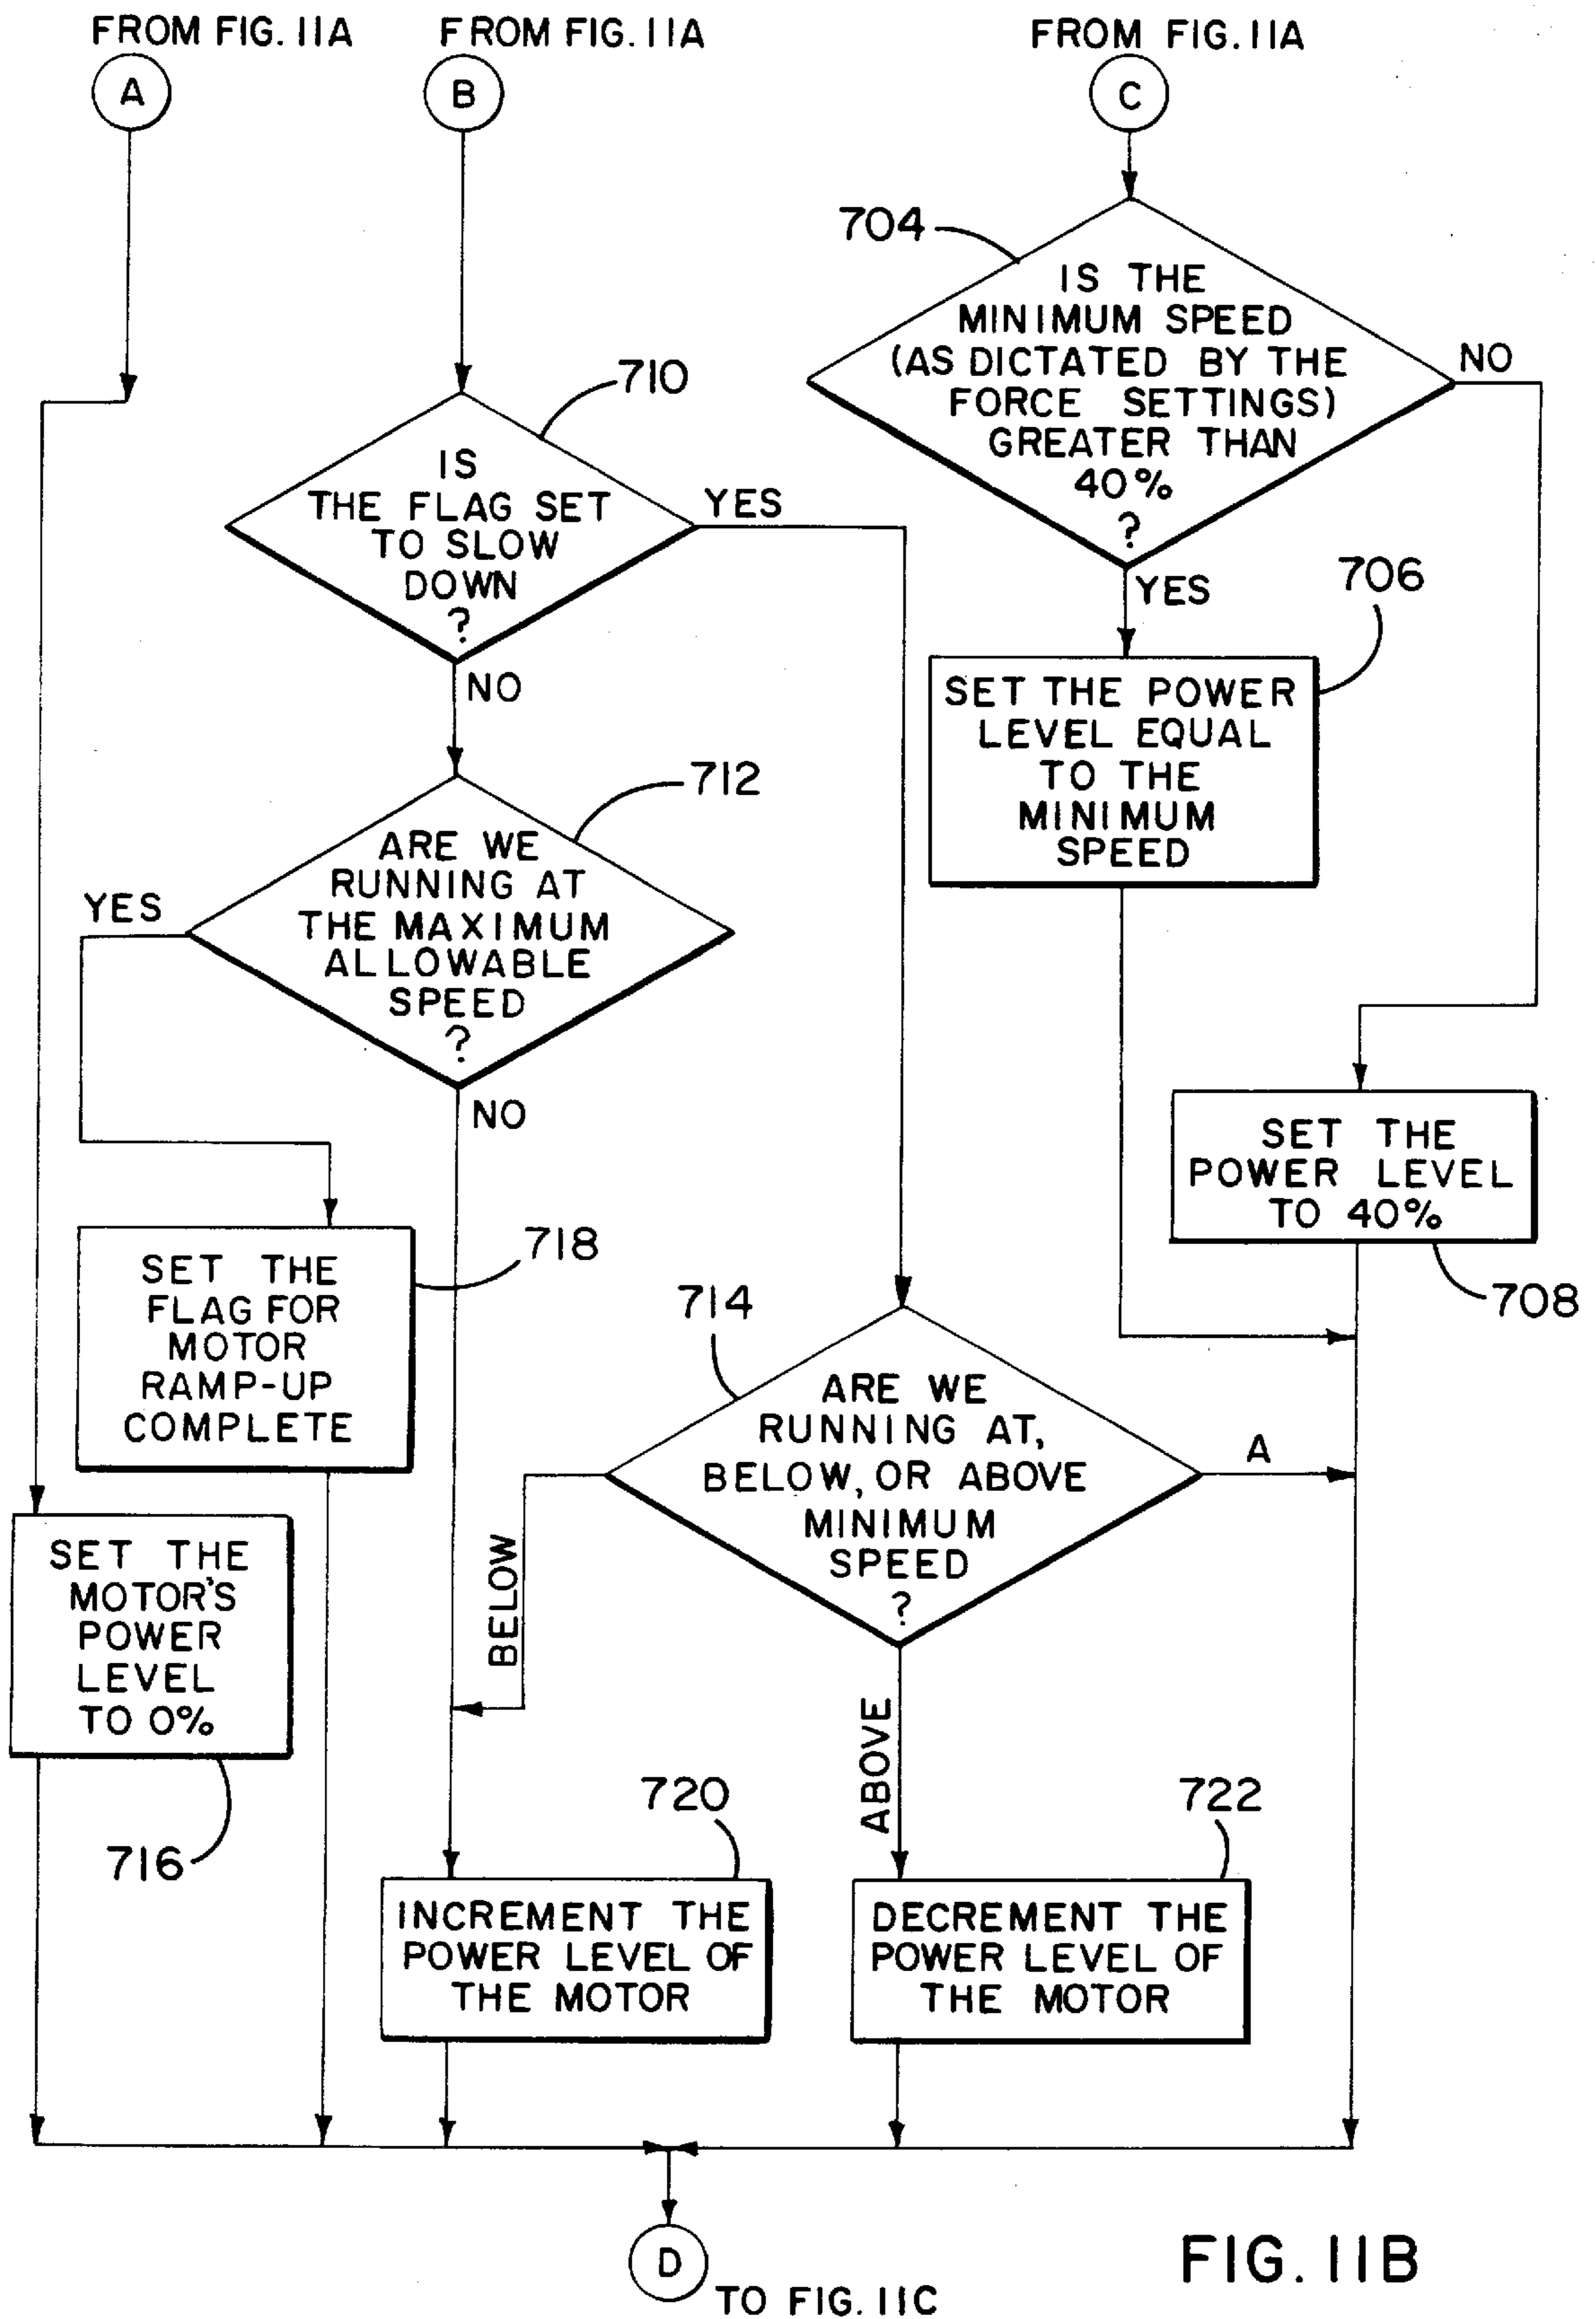 FROM FIG. 11A
A
FROM FIG. 11A
B
FROM FIG. 11A
C
704
IS THE
MINIMUM SPEED
(AS DICTATED BY THE
FORCE SETTINGS)
GREATER THAN
40%
?
NO
YES
710
IS
THE FLAG SET
TO SLOW
DOWN
?
YES
NO
706
SET THE POWER
LEVEL EQUAL
TO THE
MINIMUM
SPEED
712
ARE WE
RUNNING AT
THE MAXIMUM
ALLOWABLE
SPEED
?
YES
NO
SET THE
POWER LEVEL
TO 40%
708
718
SET THE
FLAG FOR
MOTOR
RAMP-UP
COMPLETE
714
ARE WE
RUNNING AT,
BELOW, OR ABOVE
MINIMUM
SPEED
?
A
BELOW
ABOVE
SET THE
MOTOR'S
POWER
LEVEL
TO 0%
716
720
INCREMENT THE
POWER LEVEL OF
THE MOTOR
722
DECREMENT THE
POWER LEVEL OF
THE MOTOR
D
TO FIG. 11C
FIG. 11B